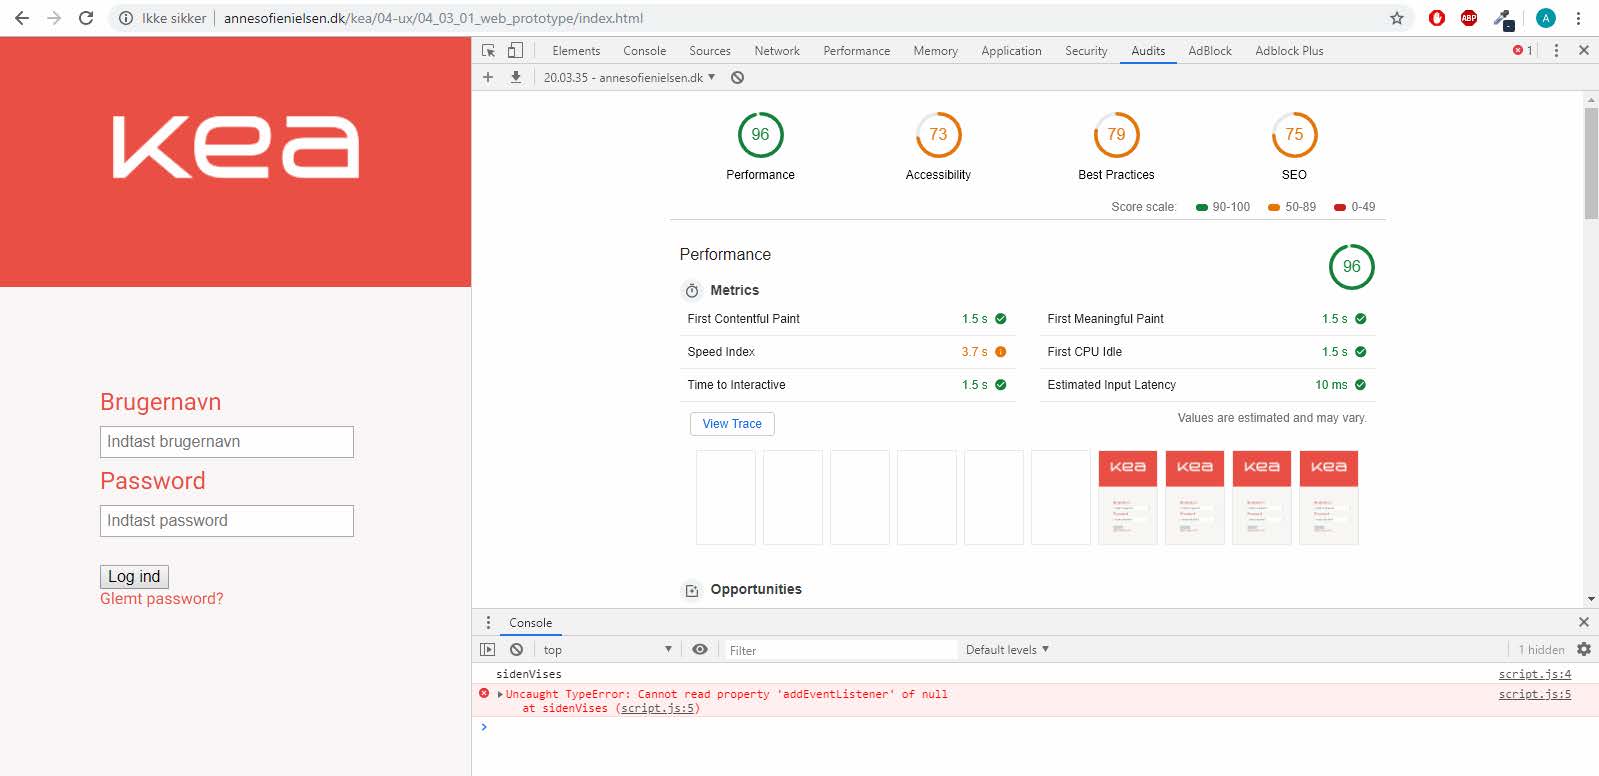 Ikke sikker | annesofienielsen.dk/kea/04-ux/04_03_01_web_prototype/index.html
ABP
A
kea
Brugernavn
Indtast brugernavn
Password
Indtast password
Log ind
Glemt password?
Elements Console Sources Network Performance Memory Application Security Audits AdBlock Adblock Plus 1
20.03.35 - annesofienielsen.dk
96 73 79 75
Performance Accessibility Best Practices SEO
Score scale: 90-100 50-89 0-49
Performance 96
Metrics
First Contentful Paint 1.5 s First Meaningful Paint 1.5 s
Speed Index 3.7 s First CPU Idle 1.5 s
Time to Interactive 1.5 s Estimated Input Latency 10 ms
View Trace Values are estimated and may vary.
kea kea kea kea
Opportunities
Console
top Filter Default levels 1 hidden
sidenVises script.js:4
Uncaught TypeError: Cannot read property 'addEventListener' of null script.js:5
at sidenVises (script.js:5)